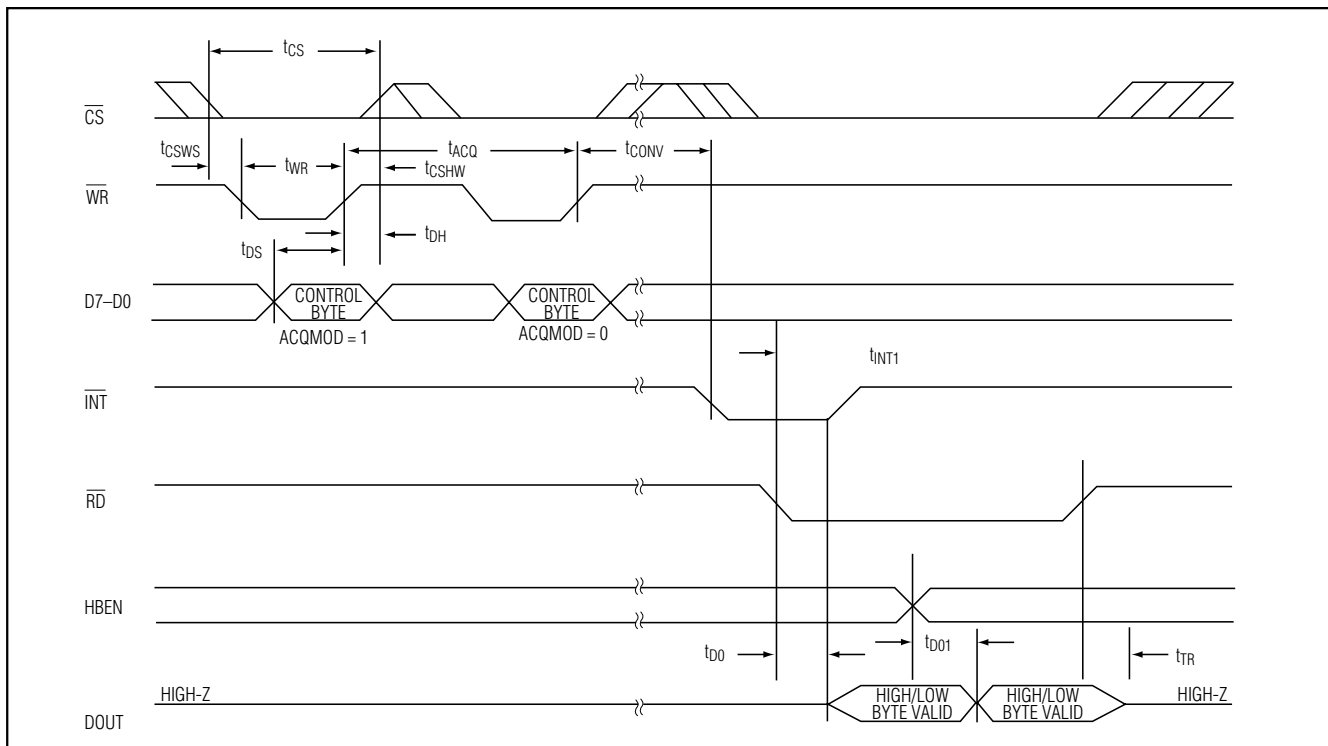 tCS
CS
tCSWS
tWR
tACQ
tCSHW
tCONV
WR
tDS
tDH
D7–D0
CONTROL
BYTE
ACQMOD = 1
CONTROL
BYTE
ACQMOD = 0
tINT1
INT
RD
HBEN
tD0
tD01
tTR
HIGH-Z
HIGH/LOW
BYTE VALID
HIGH/LOW
BYTE VALID
HIGH-Z
DOUT